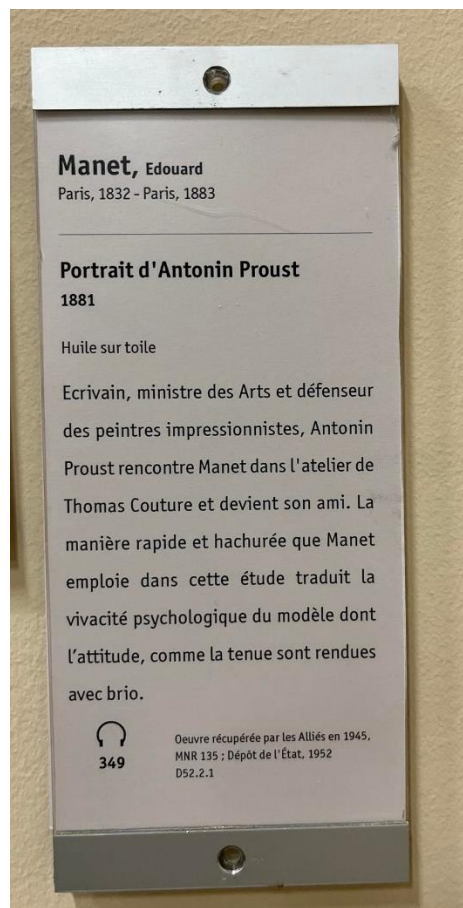 Manet, Edouard
Paris, 1832 - Paris, 1883
Portrait d'Antonin Proust
1881
Huile sur toile
Ecrivain, ministre des Arts et défenseur
des peintres impressionnistes, Antonin
Proust rencontre Manet dans l'atelier de
Thomas Couture et devient son ami. La
manière rapide et hachurée que Manet
emploie dans cette étude traduit la
vivacité psychologique du modèle dont
l'attitude, comme la tenue sont rendues
avec brio.
349
Oeuvre récupérée par les Alliés en 1945,
MNR 135 ; Dépôt de l'État, 1952
D52.2.1